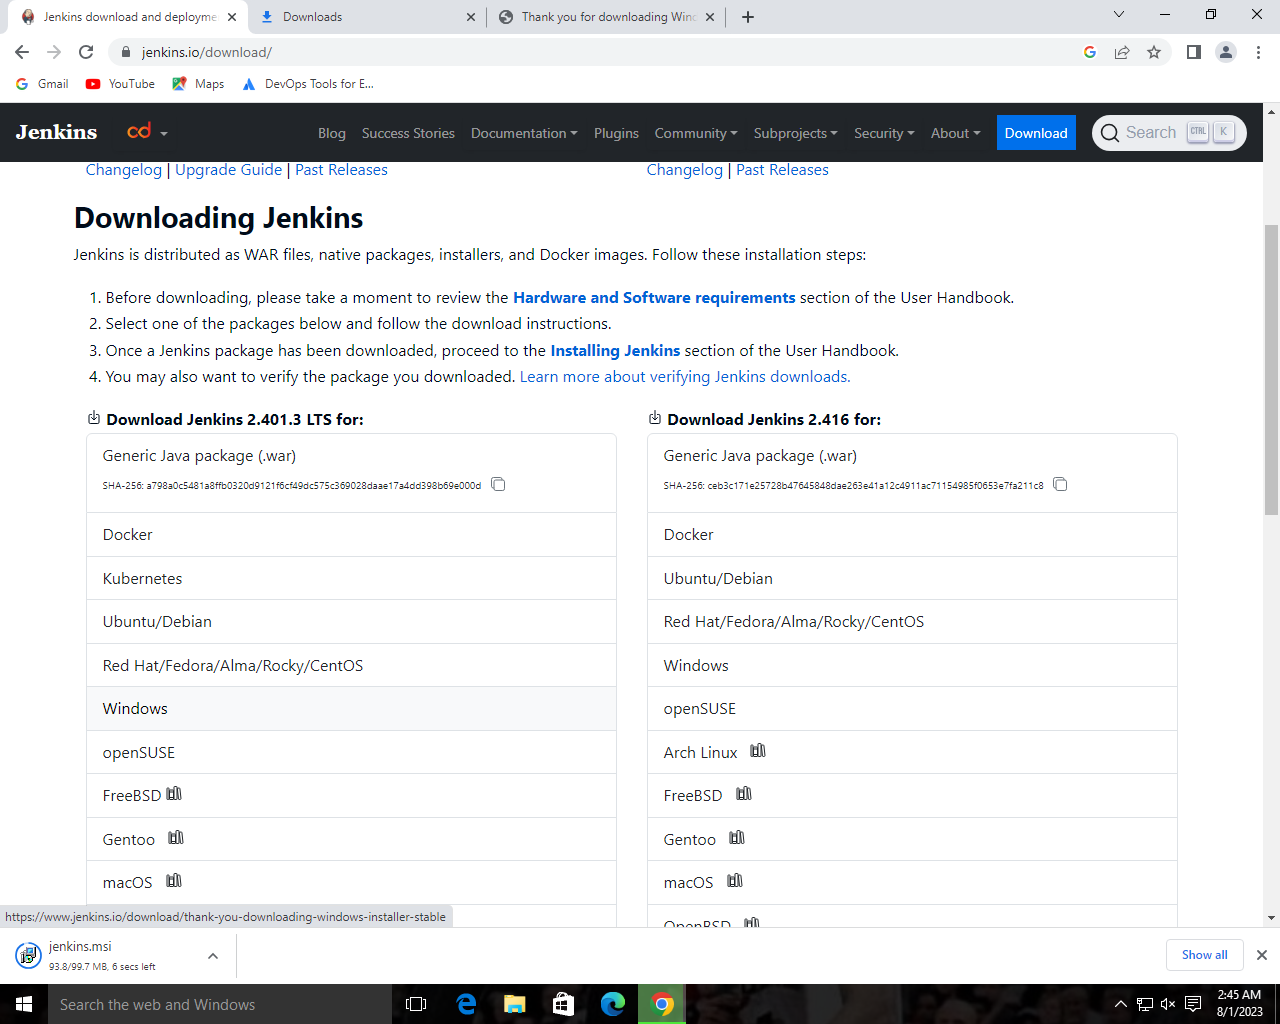 Jenkins download and deployme
Downloads
Thank you for downloading Wind
jenkins.io/download/
Gmail
YouTube
Maps
DevOps Tools for E...
Jenkins
cd
Blog
Success Stories
Documentation
Plugins
Community
Subprojects
Security
About
Download
Search CTRL K
Changelog | Upgrade Guide | Past Releases
Changelog | Past Releases
Downloading Jenkins
Jenkins is distributed as WAR files, native packages, installers, and Docker images. Follow these installation steps:
1. Before downloading, please take a moment to review the Hardware and Software requirements section of the User Handbook.
2. Select one of the packages below and follow the download instructions.
3. Once a Jenkins package has been downloaded, proceed to the Installing Jenkins section of the User Handbook.
4. You may also want to verify the package you downloaded. Learn more about verifying Jenkins downloads.
Download Jenkins 2.401.3 LTS for:
Generic Java package (.war)
SHA-256: a798a0c5481a8ffb0320d9121f6cf49dc575c369028daae17a4dd398b69e000d
Docker
Kubernetes
Ubuntu/Debian
Red Hat/Fedora/Alma/Rocky/CentOS
Windows
openSUSE
FreeBSD
Gentoo
macOS
Download Jenkins 2.416 for:
Generic Java package (.war)
SHA-256: ceb3c171e25728b47645848dae263e41a12c4911ac71154985f0653e7fa211c8
Docker
Ubuntu/Debian
Red Hat/Fedora/Alma/Rocky/CentOS
Windows
openSUSE
Arch Linux
FreeBSD
Gentoo
macOS
OpenBSD
https://www.jenkins.io/download/thank-you-downloading-windows-installer-stable
jenkins.msi
93.8/99.7 MB, 6 secs left
Show all
Search the web and Windows
2:45 AM
8/1/2023